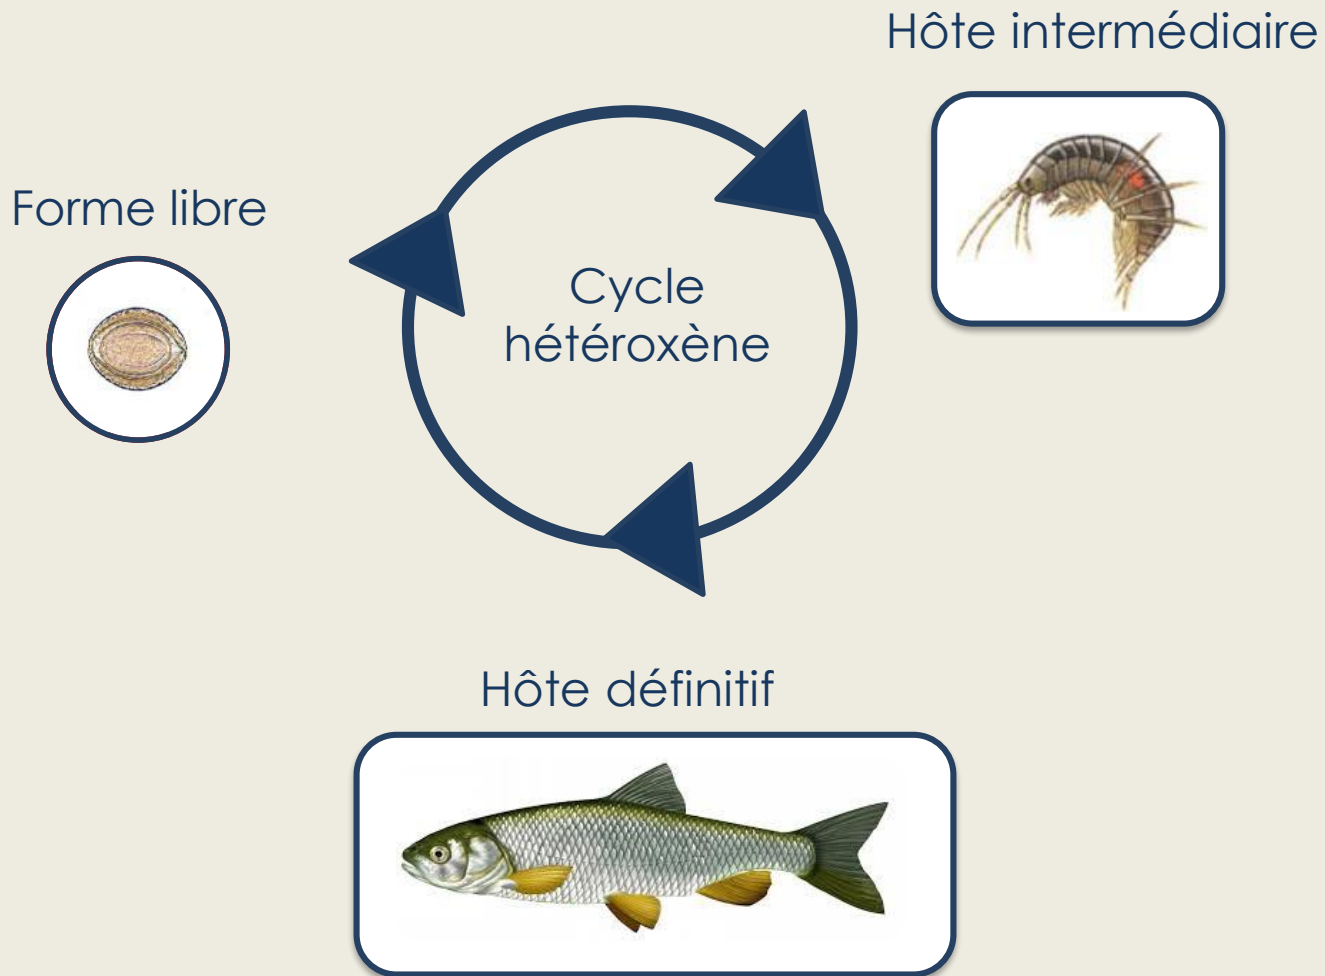 Hôte intermédiaire
Forme libre
Cycle
hétéroxène
Hôte définitif